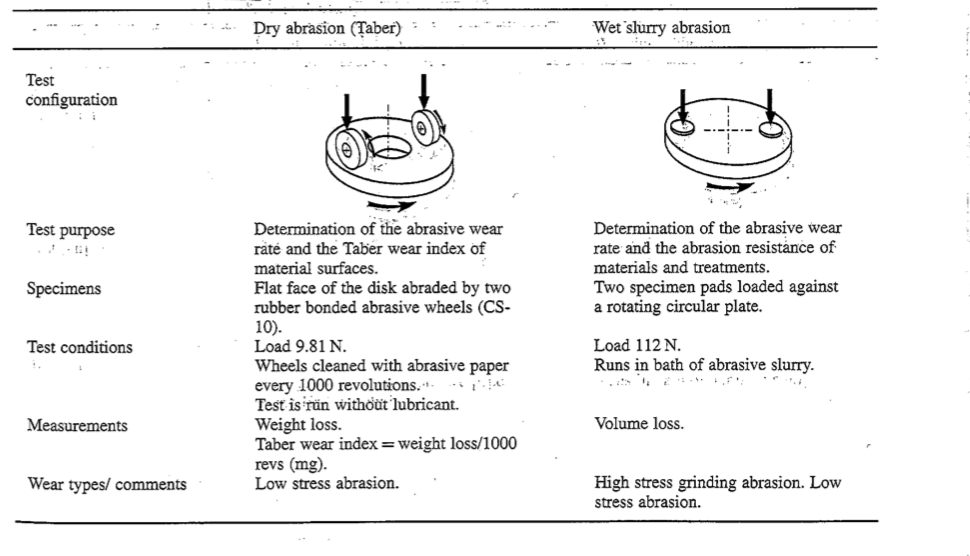 Dry abrasion (Taber) Wet slurry abrasion
Test
configuration
Test purpose
Determination of the abrasive wear
rate and the Taber wear index of
material surfaces.
Determination of the abrasive wear
rate and the abrasion resistance of
materials and treatments.
Specimens
Flat face of the disk abraded by two
rubber bonded abrasive wheels (CS-
10).
Two specimen pads loaded against
a rotating circular plate.
Test conditions
Load 9.81 N.
Wheels cleaned with abrasive paper
every 1000 revolutions.
Test is run without lubricant.
Load 112 N.
Runs in bath of abrasive slurry.
Measurements
Weight loss.
Taber wear index = weight loss/1000
revs (mg).
Volume loss.
Wear types/ comments
Low stress abrasion.
High stress grinding abrasion. Low
stress abrasion.